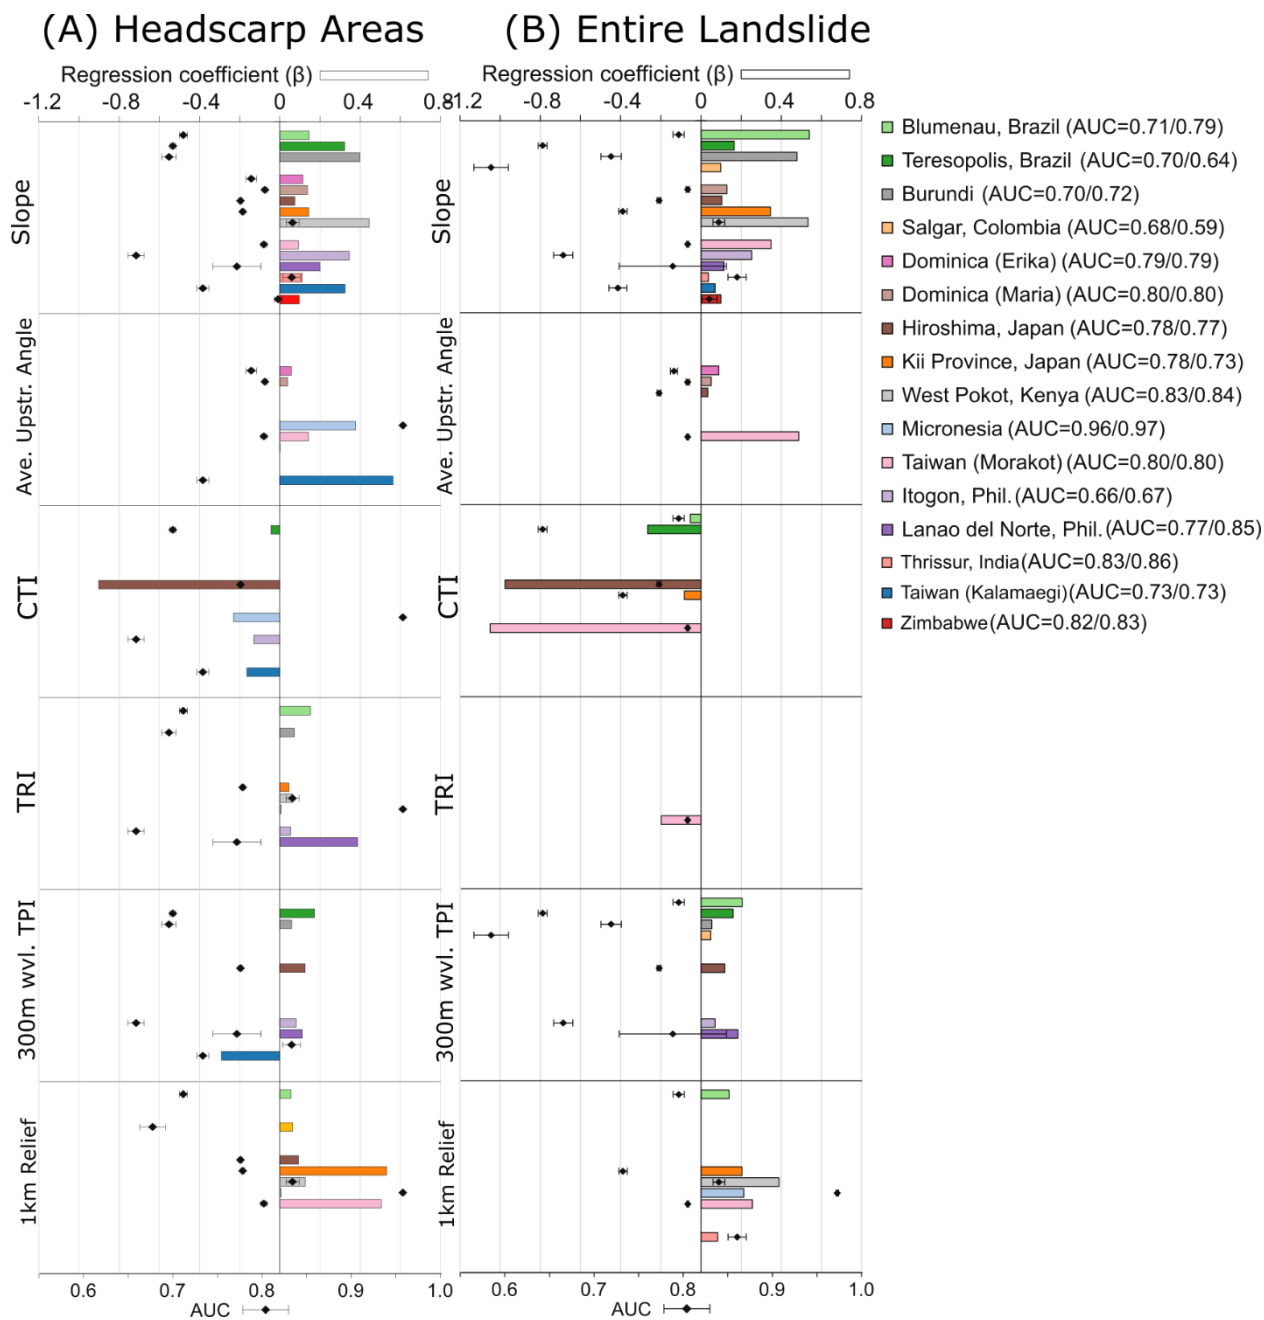 (A) Headscarp Areas
(B) Entire Landslide
Regression coefficient (β)
Regression coefficient (β)
-1.2 -0.8 -0.4 0 0.4 0.8
-1.2 -0.8 -0.4 0 0.4 0.8
Slope
Slope
Ave. Upstr. Angle
Ave. Upstr. Angle
CTI
CTI
TRI
TRI
300m wvl. TPI
300m wvl. TPI
1km Relief
1km Relief
0.6 0.7 0.8 0.9 1.0
0.6 0.7 0.8 0.9 1.0
AUC
AUC
Blumenau, Brazil (AUC=0.71/0.79)
Teresopolis, Brazil (AUC=0.70/0.64)
Burundi (AUC=0.70/0.72)
Salgar, Colombia (AUC=0.68/0.59)
Dominica (Erika) (AUC=0.79/0.79)
Dominica (Maria) (AUC=0.80/0.80)
Hiroshima, Japan (AUC=0.78/0.77)
Kii Province, Japan (AUC=0.78/0.73)
West Pokot, Kenya (AUC=0.83/0.84)
Micronesia (AUC=0.96/0.97)
Taiwan (Morakot) (AUC=0.80/0.80)
Itogon, Phil. (AUC=0.66/0.67)
Lanao del Norte, Phil. (AUC=0.77/0.85)
Thrissur, India (AUC=0.83/0.86)
Taiwan (Kalamaegi) (AUC=0.73/0.73)
Zimbabwe (AUC=0.82/0.83)